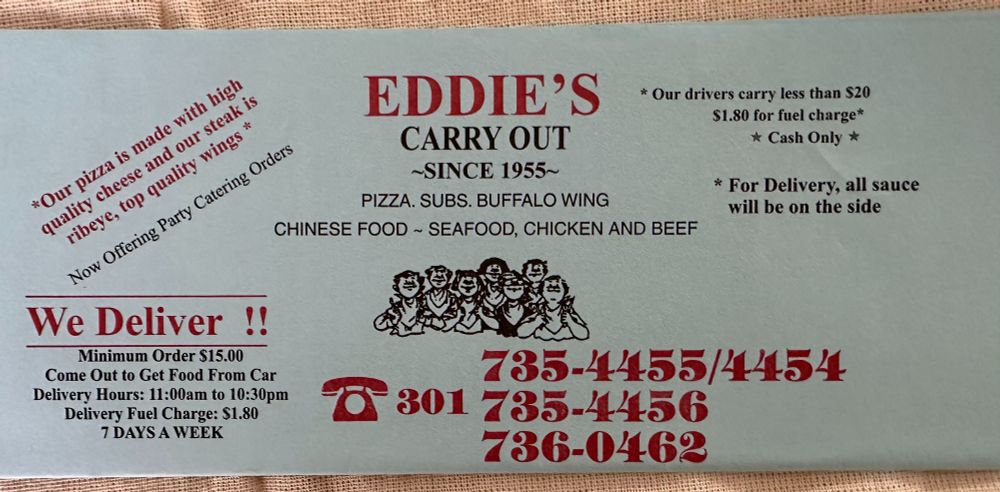 *Our pizza is made with high
quality cheese and our steak is
ribeye, top quality wings *
Now Offering Party Catering Orders
We Deliver !!
Minimum Order $15.00
Come Out to Get Food From Car
Delivery Hours: 11:00am to 10:30pm
Delivery Fuel Charge: $1.80
7 DAYS A WEEK
EDDIE'S
CARRY OUT
~SINCE 1955~
PIZZA. SUBS. BUFFALO WING
CHINESE FOOD ~ SEAFOOD, CHICKEN AND BEEF
301
735-4455/4454
735-4456
736-0462
* Our drivers carry less than $20
$1.80 for fuel charge*
★ Cash Only ★
* For Delivery, all sauce
will be on the side